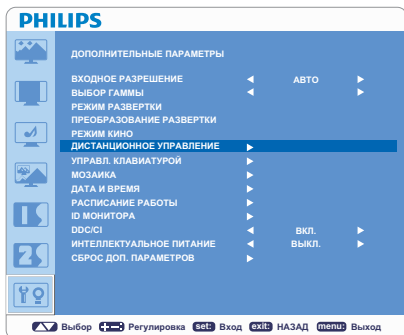 PHILIPS
ДОПОЛНИТЕЛЬНЫЕ ПАРАМЕТРЫ
ВХОДНОЕ РАЗРЕШЕНИЕ АВТО
ВЫБОР ГАММЫ
РЕЖИМ РАЗВЕРТКИ
ПРЕОБРАЗОВАНИЕ РАЗВЕРТКИ
РЕЖИМ КИНО
ДИСТАНЦИОННОЕ УПРАВЛЕНИЕ
УПРАВЛ. КЛАВИАТУРОЙ
МОЗАИКА
ДАТА И ВРЕМЯ
РАСПИСАНИЕ РАБОТЫ
ID МОНИТОРА
DDC/CI ВКЛ.
ИНТЕЛЛЕКТУАЛЬНОЕ ПИТАНИЕ ВЫКЛ.
СБРОС ДОП. ПАРАМЕТРОВ
Выбор Регулировка set: Вход exit: НАЗАД menu: Выход